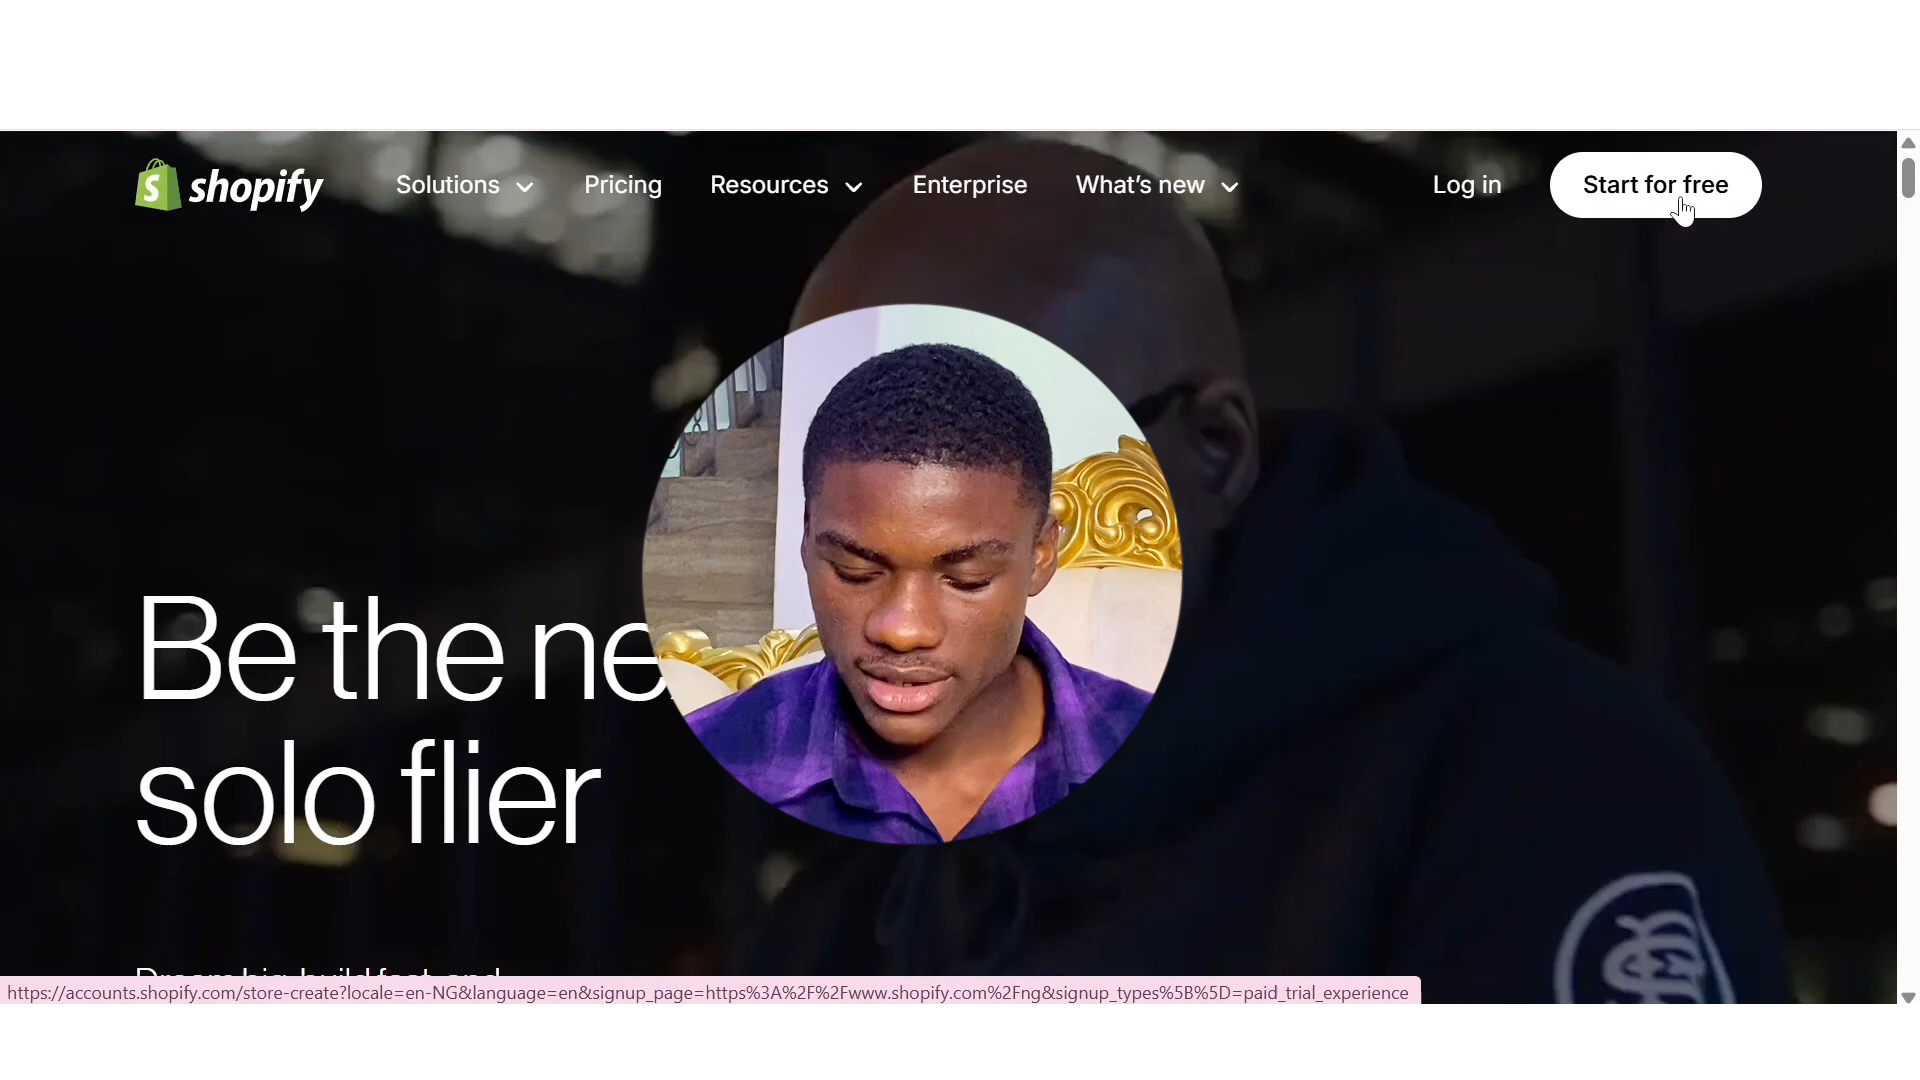 shopify
Solutions
Pricing
Resources
Enterprise
What's new
Log in
Start for free
Be the ne
solo flier
https://accounts.shopify.com/store-create?locale=en-NG&language=en&signup_page=https%3A%2F%2Fwww.shopify.com%2Fng&signup_types%5B%5D=paid_trial_experience